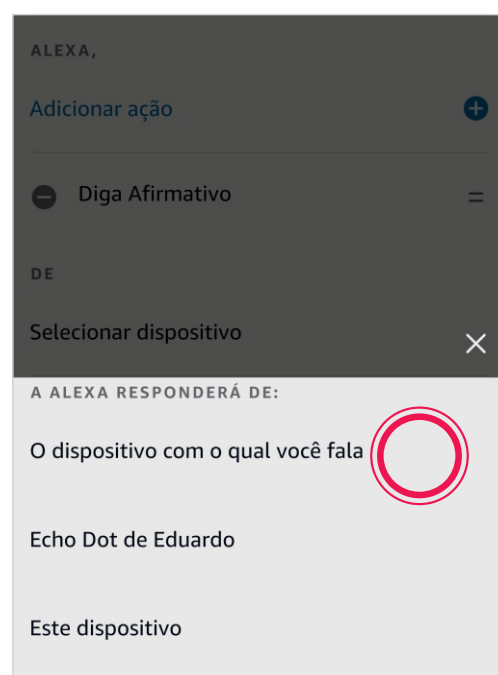 ALEXA,
Adicionar ação
Diga Afirmativo
DE
Selecionar dispositivo
A ALEXA RESPONDERÁ DE:
O dispositivo com o qual você fala
Echo Dot de Eduardo
Este dispositivo